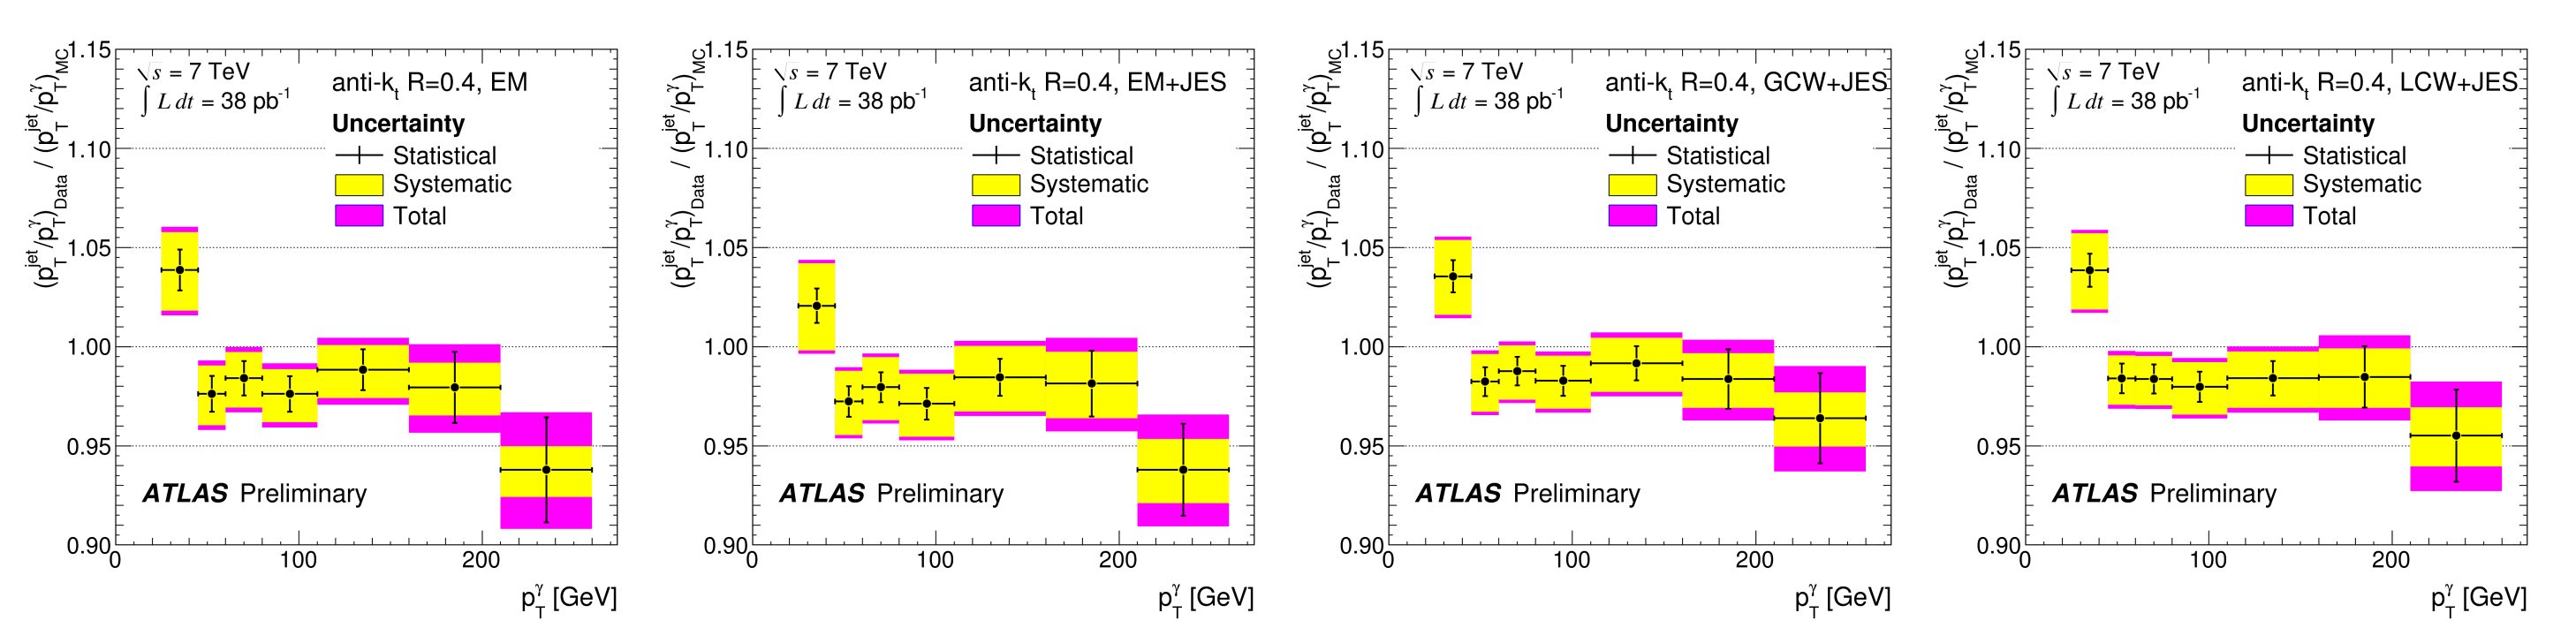 (p_T^jet/p_T^γ)_Data / (p_T^jet/p_T^γ)_MC
1.15
1.10
1.05
1.00
0.95
0.90
√s = 7 TeV
∫ L dt = 38 pb⁻¹
anti-k_t R=0.4, EM
Uncertainty
Statistical
Systematic
Total
ATLAS Preliminary
0 100 200
p_T^γ [GeV]
(p_T^jet/p_T^γ)_Data / (p_T^jet/p_T^γ)_MC
1.15
1.10
1.05
1.00
0.95
0.90
√s = 7 TeV
∫ L dt = 38 pb⁻¹
anti-k_t R=0.4, EM+JES
Uncertainty
Statistical
Systematic
Total
ATLAS Preliminary
0 100 200
p_T^γ [GeV]
(p_T^jet/p_T^γ)_Data / (p_T^jet/p_T^γ)_MC
1.15
1.10
1.05
1.00
0.95
0.90
√s = 7 TeV
∫ L dt = 38 pb⁻¹
anti-k_t R=0.4, GCW+JES
Uncertainty
Statistical
Systematic
Total
ATLAS Preliminary
0 100 200
p_T^γ [GeV]
(p_T^jet/p_T^γ)_Data / (p_T^jet/p_T^γ)_MC
1.15
1.10
1.05
1.00
0.95
0.90
√s = 7 TeV
∫ L dt = 38 pb⁻¹
anti-k_t R=0.4, LCW+JES
Uncertainty
Statistical
Systematic
Total
ATLAS Preliminary
0 100 200
p_T^γ [GeV]